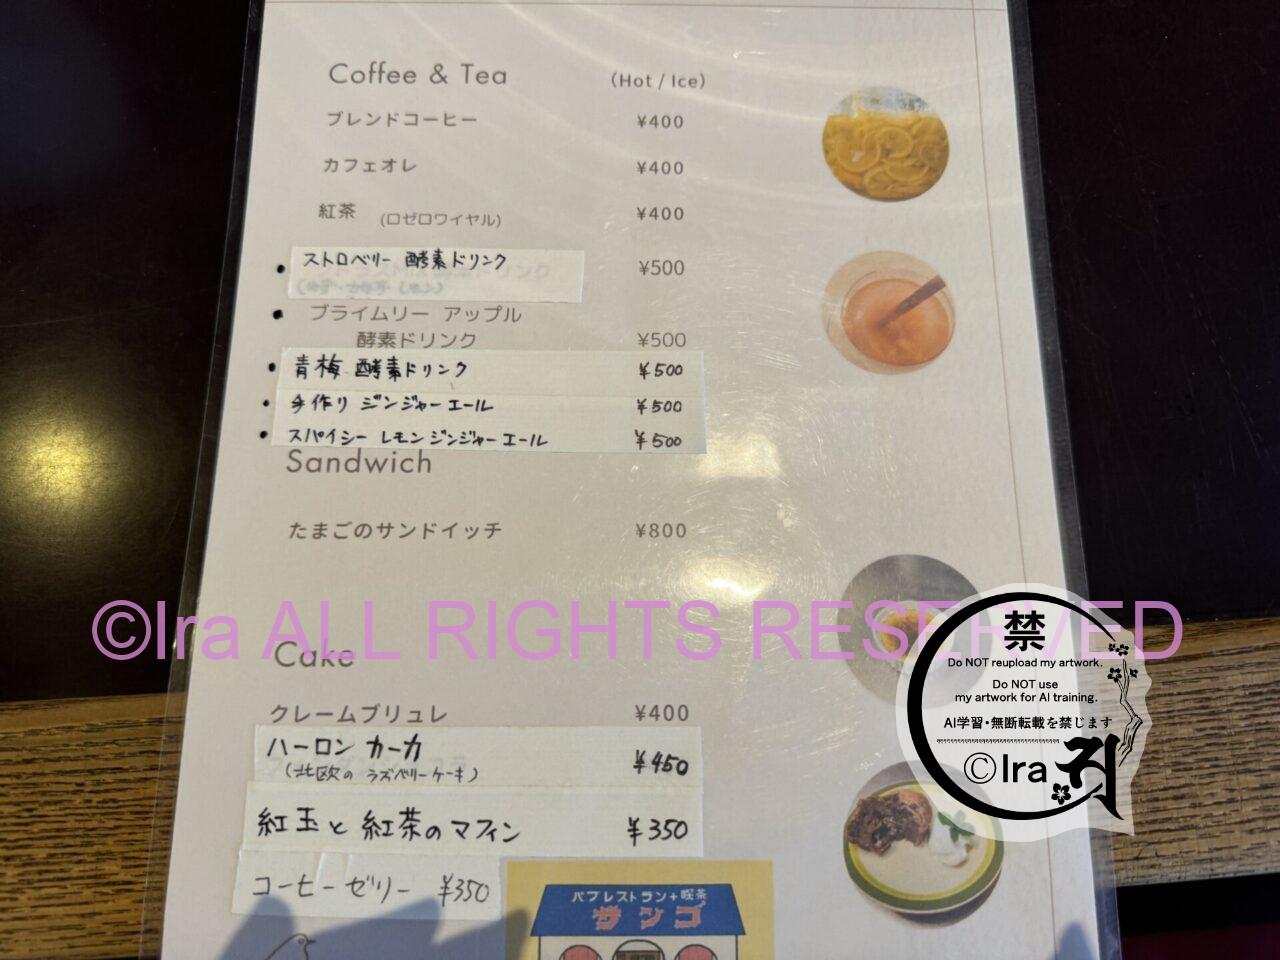 Coffee & Tea (Hot / Ice)
ブレンドコーヒー ¥400
カフェオレ ¥400
紅茶 (ロゼロワイヤル) ¥400
・ストロベリー 酵素ドリンク ¥500
・プライムリー アップル
酵素ドリンク ¥500
・青梅 酵素ドリンク ¥500
・手作り ジンジャーエール ¥500
・スパイシー レモンジンジャーエール ¥500
Sandwich
たまごのサンドイッチ ¥800
©Ira ALL RIGHTS RESERVED
Cake
クレームブリュレ ¥400
ハーロン カーカ ¥450
(北欧の ラズベリーケーキ)
紅玉と紅茶のマフィン ¥350
コーヒーゼリー ¥350
パブレストラン+喫茶
サンゴ
禁
Do NOT reupload my artwork.
Do NOT use
my artwork for AI training.
AI学習・無断転載を禁じます
©Ira